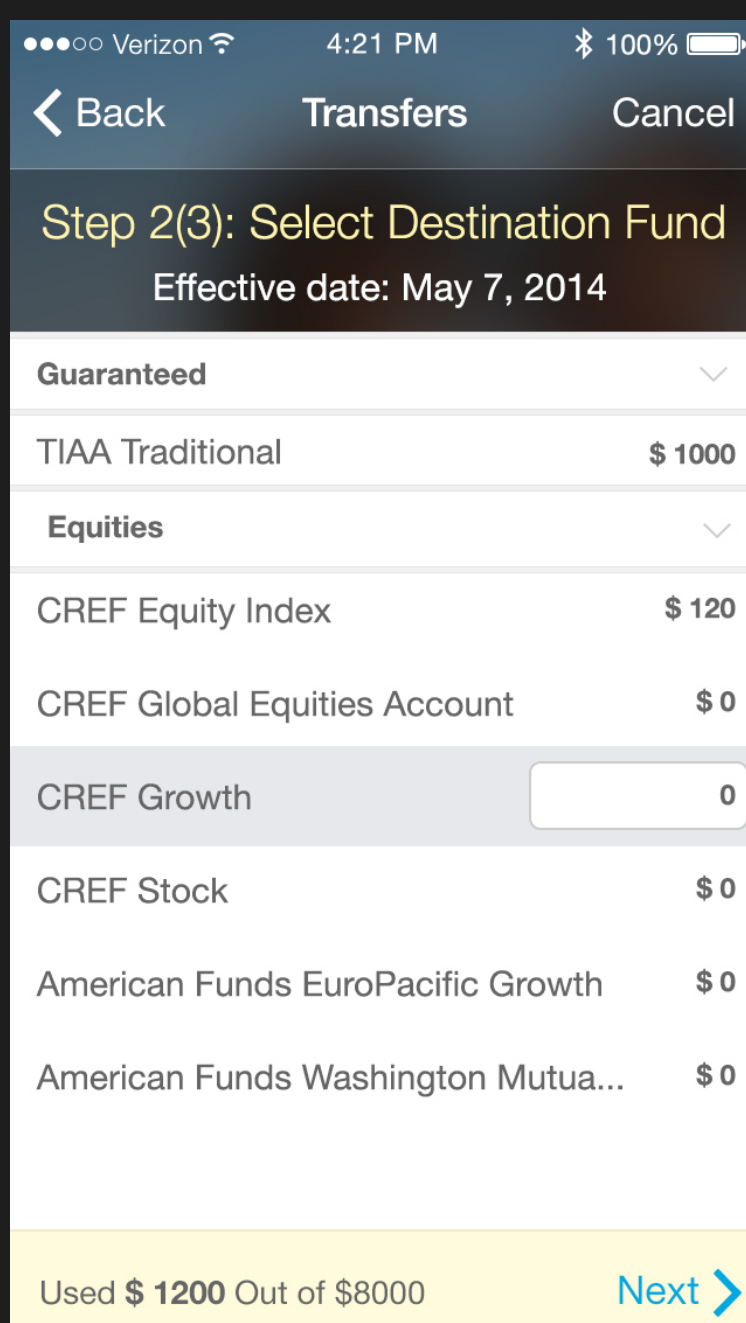 Verizon 4:21 PM 100%
Back Transfers Cancel
Step 2(3): Select Destination Fund
Effective date: May 7, 2014
Guaranteed
TIAA Traditional $ 1000
Equities
CREF Equity Index $ 120
CREF Global Equities Account $ 0
CREF Growth 0
CREF Stock $ 0
American Funds EuroPacific Growth $ 0
American Funds Washington Mutua... $ 0
Used $ 1200 Out of $8000 Next